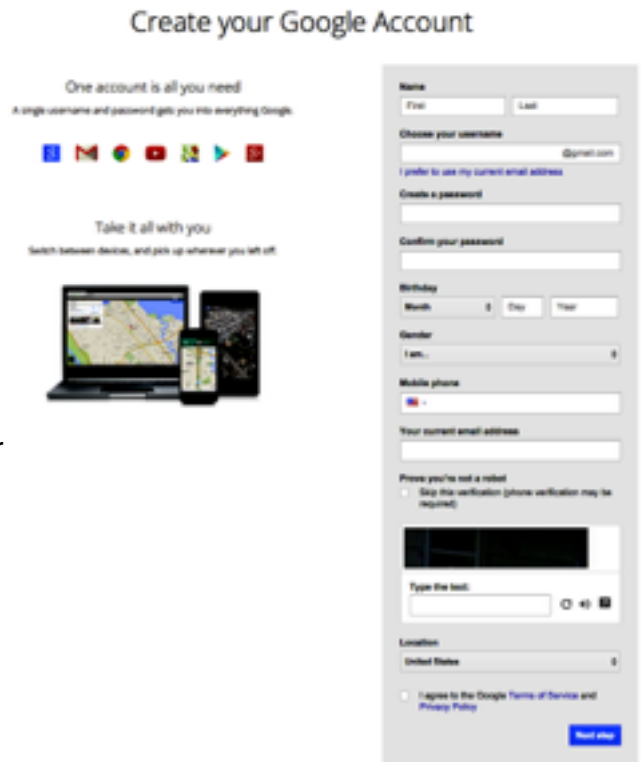 Create your Google Account
One account is all you need
A single username and password gets you into everything Google.
Take it all with you
Switch between devices, and pick up wherever you left off.
Name
First Last
Choose your username
@gmail.com
I prefer to use my current email address
Create a password
Confirm your password
Birthday
Month Day Year
Gender
I am...
Mobile phone
Your current email address
Prove you're not a robot
Skip this verification (phone verification may be
required)
Type the text:
Location
United States
I agree to the Google Terms of Service and
Privacy Policy
Next step